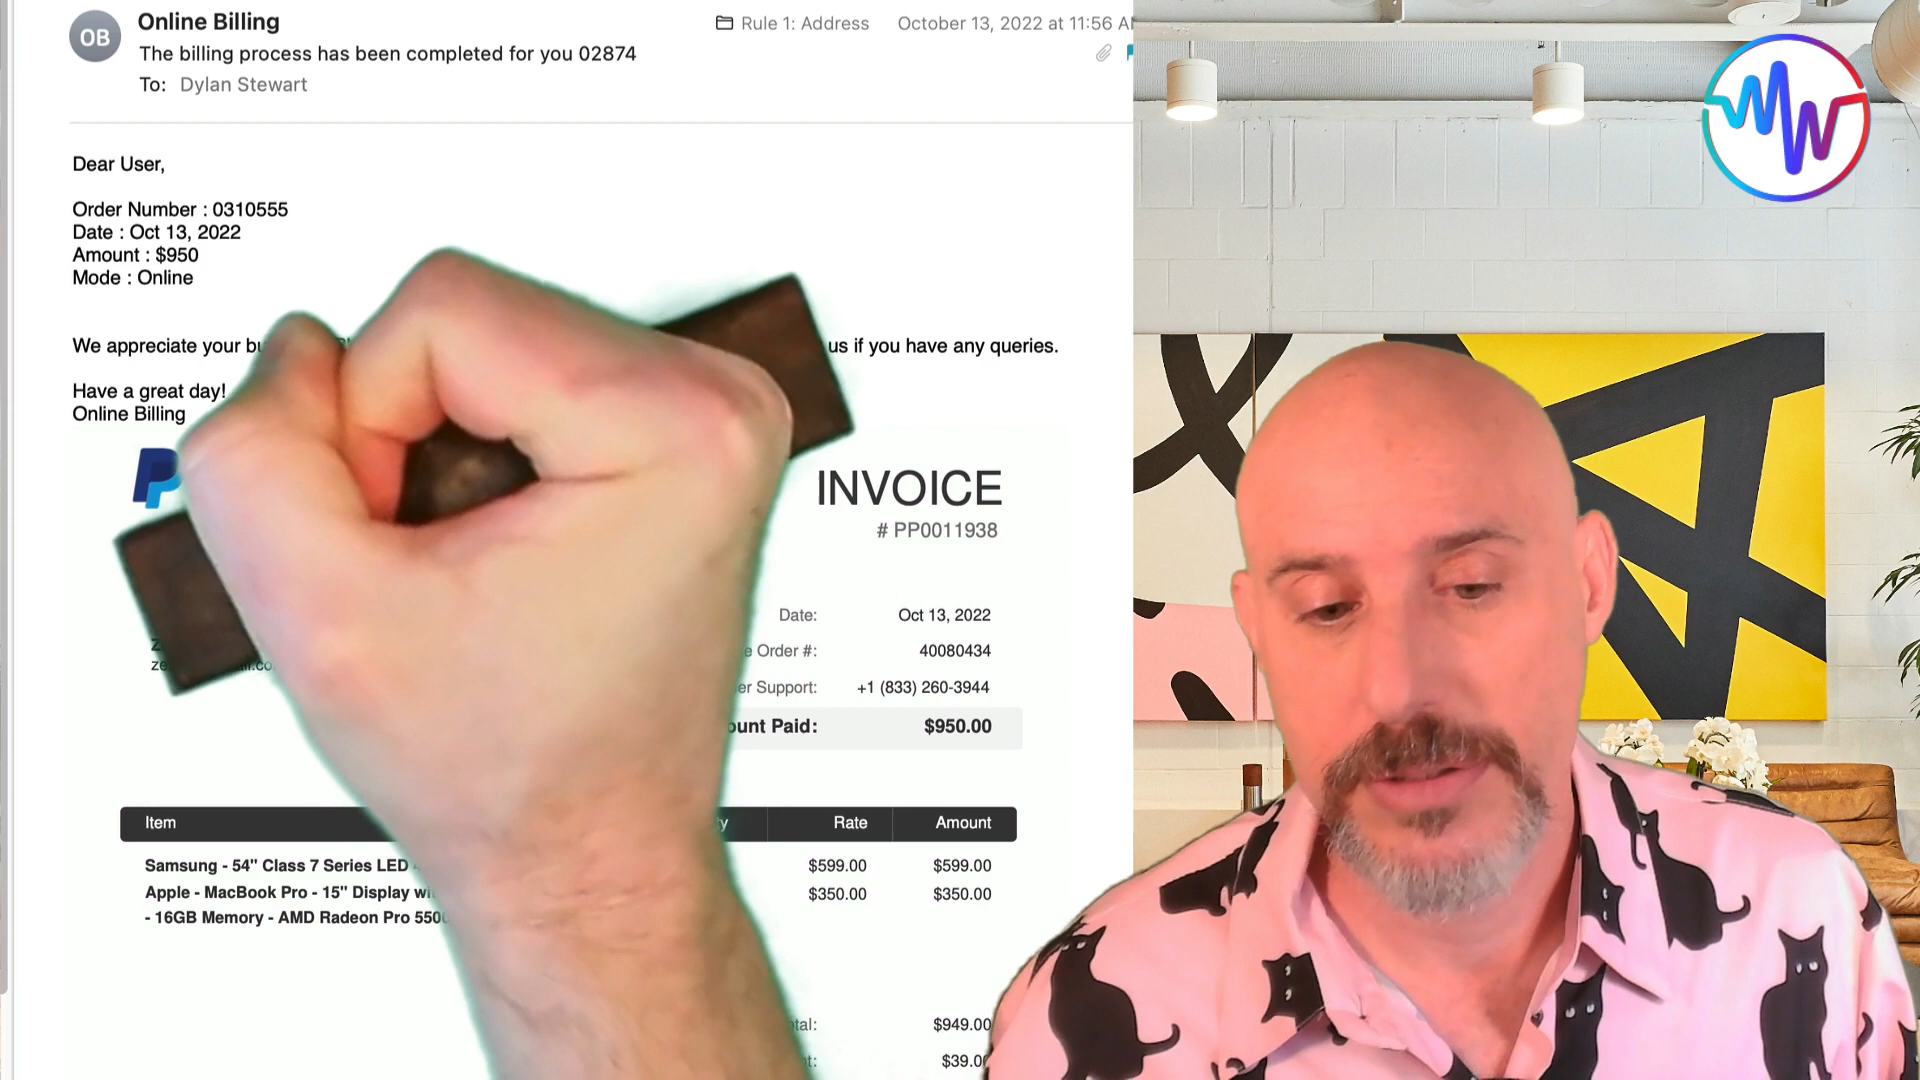 OB
Online Billing
Rule 1: Address
October 13, 2022 at 11:56
The billing process has been completed for you 02874
To: Dylan Stewart
Dear User,
Order Number : 0310555
Date : Oct 13, 2022
Amount : $950
Mode : Online
We appreciate your
us if you have any queries.
Have a great day!
Online Billing
INVOICE
# PP0011938
Date: Oct 13, 2022
Order #: 40080434
Support: +1 (833) 260-3944
Paid: $950.00
Item Rate Amount
Samsung - 54" Class 7 Series LED $599.00 $599.00
Apple - MacBook Pro - 15" Display $350.00 $350.00
- 16GB Memory - AMD Radeon Pro
$949.00
MW